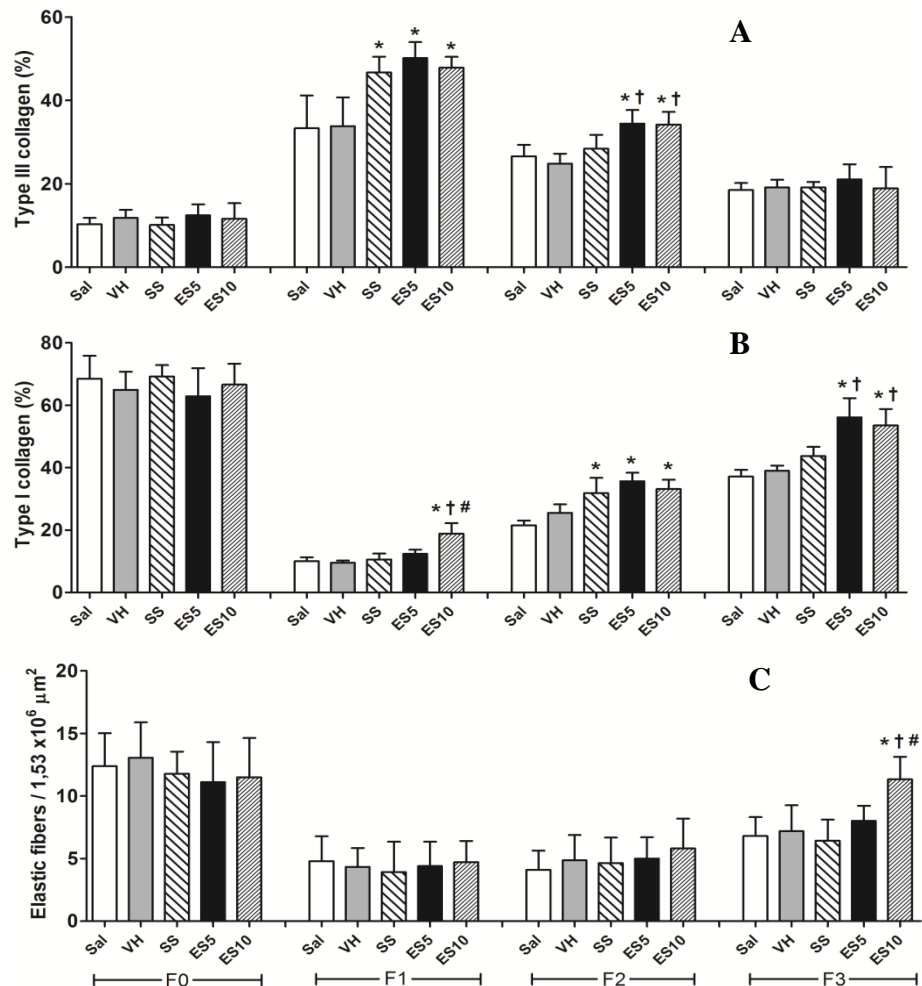 A
Type III collagen (%)
60
40
20
0
* * *
*† *†
Sal VH SS ES5 ES10 Sal VH SS ES5 ES10 Sal VH SS ES5 ES10 Sal VH SS ES5 ES10
B
Type I collagen (%)
80
60
40
20
0
*†#
* * *
*† *†
Sal VH SS ES5 ES10 Sal VH SS ES5 ES10 Sal VH SS ES5 ES10 Sal VH SS ES5 ES10
C
Elastic fibers / 1,53 x10⁶ µm²
20
15
10
5
0
*†#
Sal VH SS ES5 ES10 Sal VH SS ES5 ES10 Sal VH SS ES5 ES10 Sal VH SS ES5 ES10
F0 F1 F2 F3